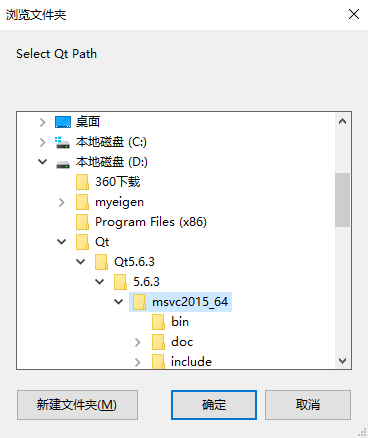 浏览文件夹
Select Qt Path
桌面
本地磁盘 (C:)
本地磁盘 (D:)
360下载
myeigen
Program Files (x86)
Qt
Qt5.6.3
5.6.3
msvc2015_64
bin
doc
include
新建文件夹(M)
确定
取消